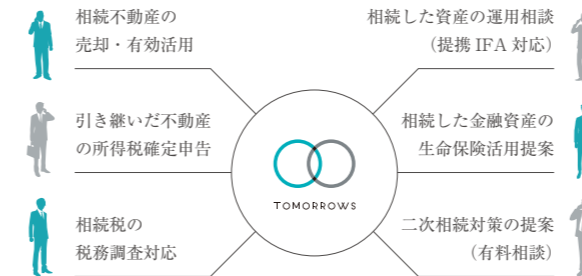 相続不動産の
売却・有効活用
引き継いだ不動産
の所得税確定申告
相続税の
税務調査対応
TOMORROWS
相続した資産の運用相談
（提携 IFA 対応）
相続した金融資産の
生命保険活用提案
二次相続対策の提案
（有料相談）